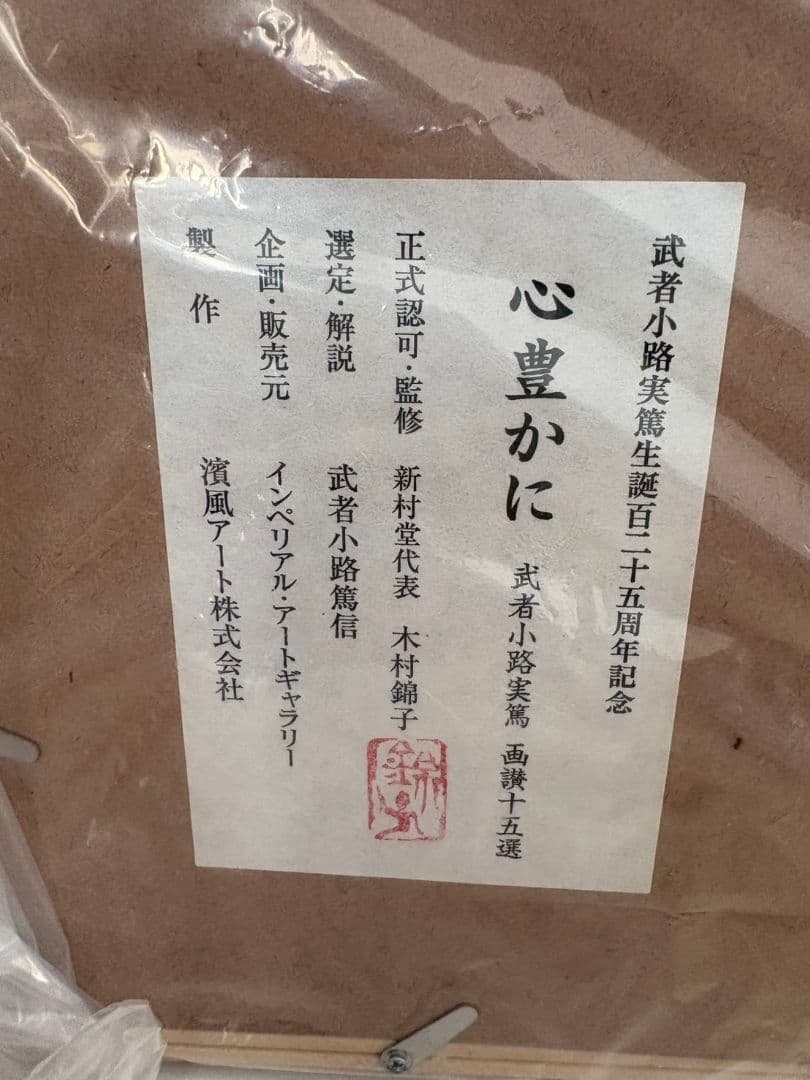 武者小路実篤生誕百二十五周年記念
心豊かに 武者小路実篤 画讃十五選
正式認可・監修 新村堂代表 木村錦子
選定・解説 武者小路篤信
企画・販売元 インペリアル・アートギャラリー
製作 濱風アート株式会社